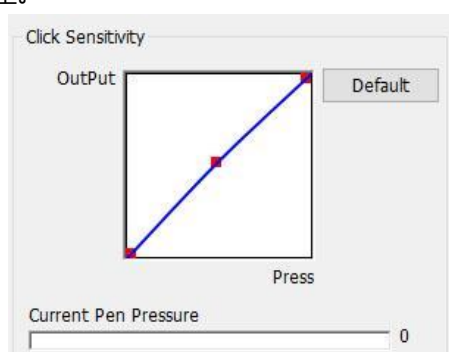 Click Sensitivity
OutPut
Default
Press
Current Pen Pressure
0